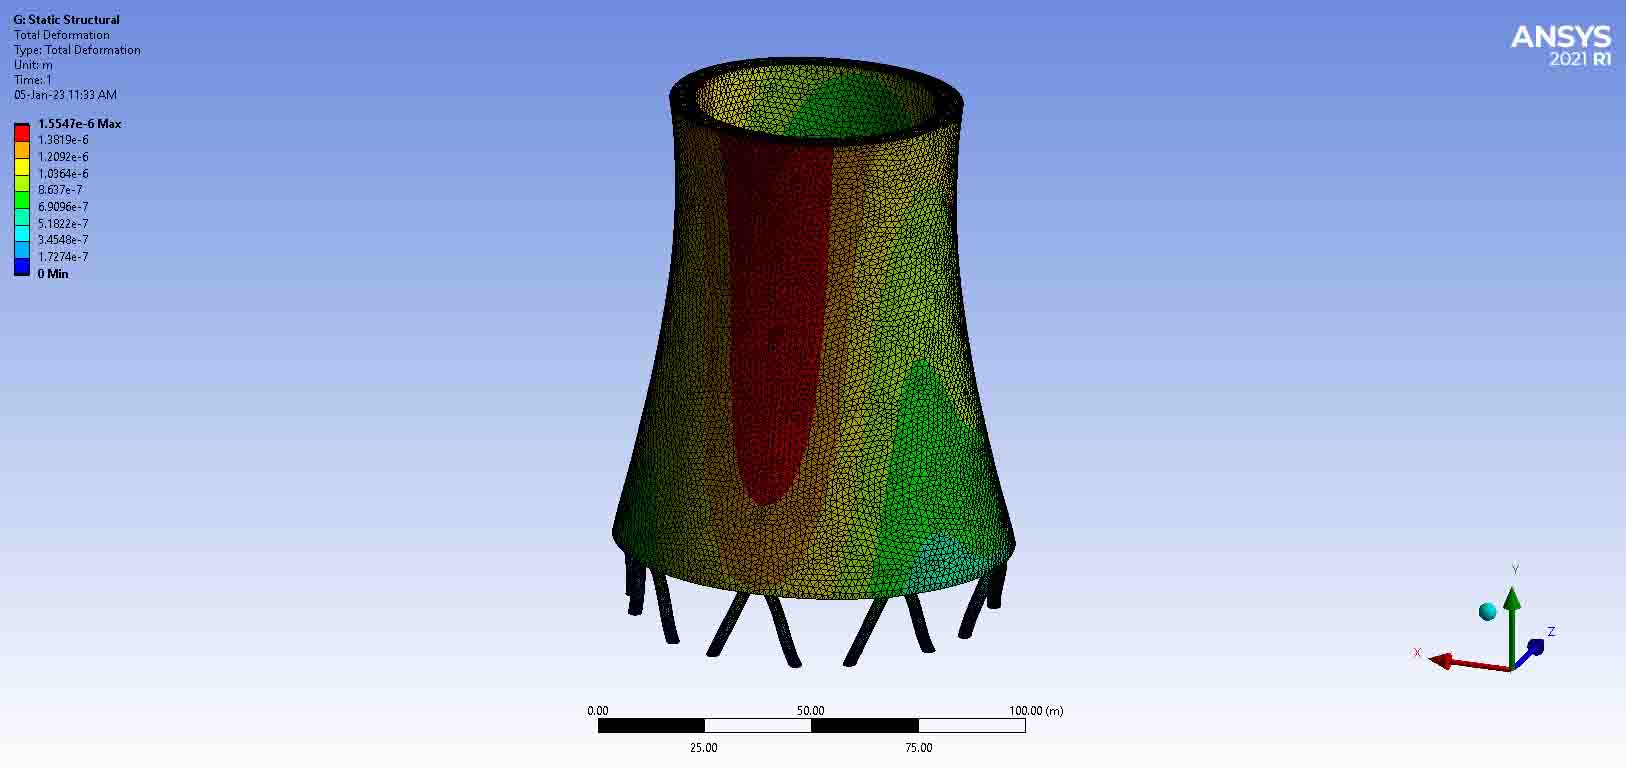 G: Static Structural
Total Deformation
Type: Total Deformation
Unit: m
Time: 1
05-Jan-23 11:33 AM
1.5547e-6 Max
1.3819e-6
1.2092e-6
1.0364e-6
8.637e-7
6.9096e-7
5.1822e-7
3.4548e-7
1.7274e-7
0 Min
ANSYS
2021 R1
Y
Z
X
0.00 50.00 100.00 (m)
25.00 75.00